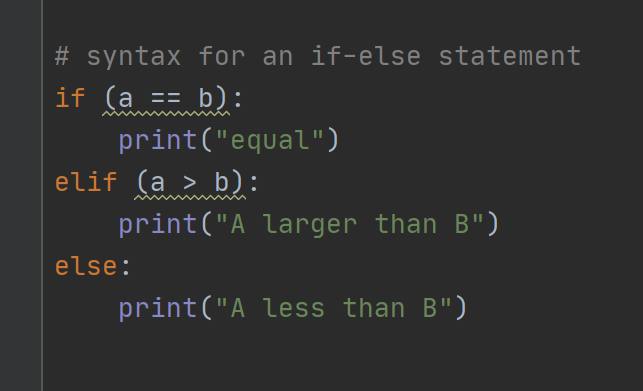 # syntax for an if-else statement
if (a == b):
    print("equal")
elif (a > b):
    print("A larger than B")
else:
    print("A less than B")